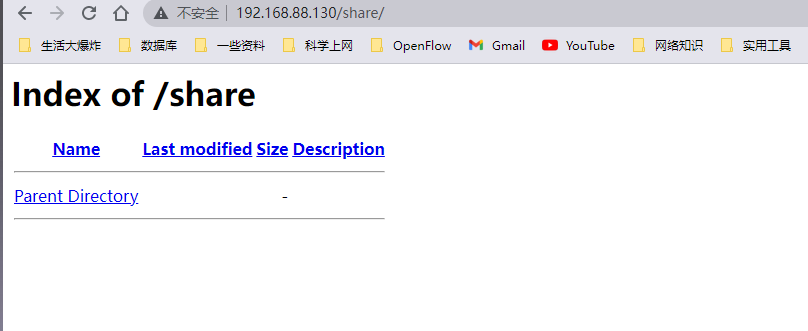 不安全 192.168.88.130/share/
生活大爆炸 数据库 一些资料 科学上网 OpenFlow Gmail YouTube 网络知识 实用工具
Index of /share
Name Last modified Size Description
Parent Directory -